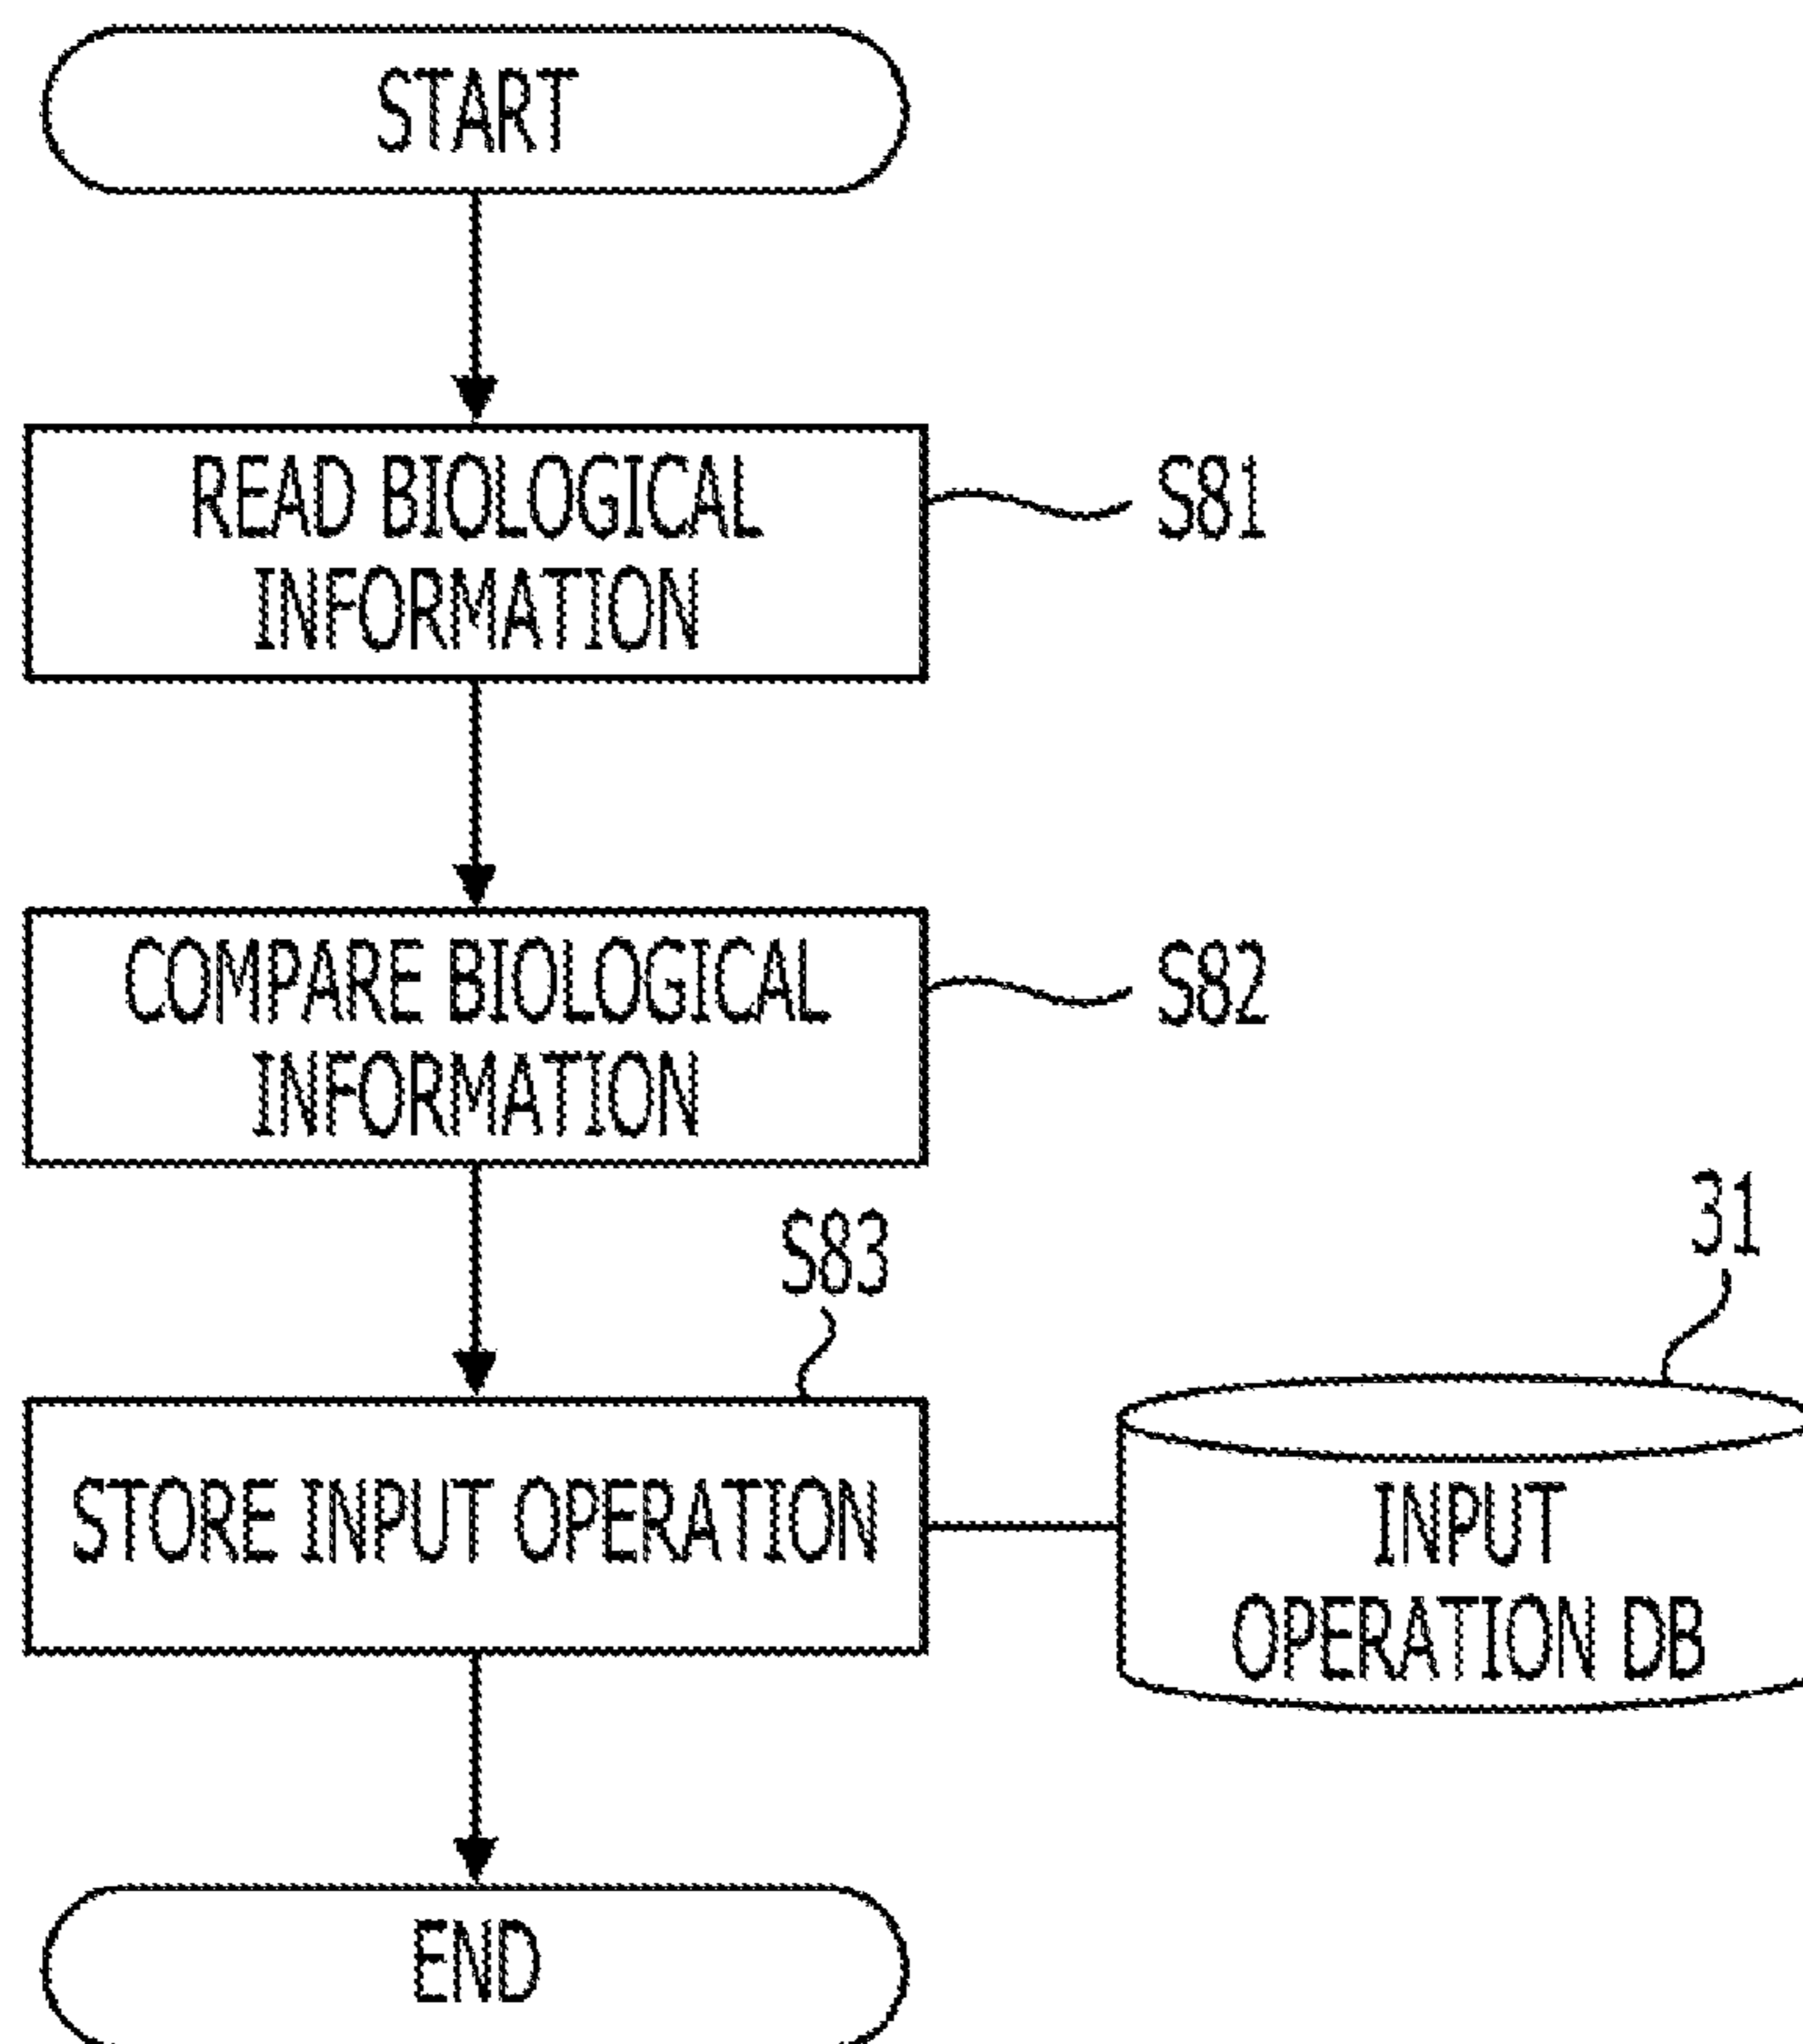 START
READ BIOLOGICAL
INFORMATION
S81
COMPARE BIOLOGICAL
INFORMATION
S82
S83
31
STORE INPUT OPERATION
INPUT
OPERATION DB
END